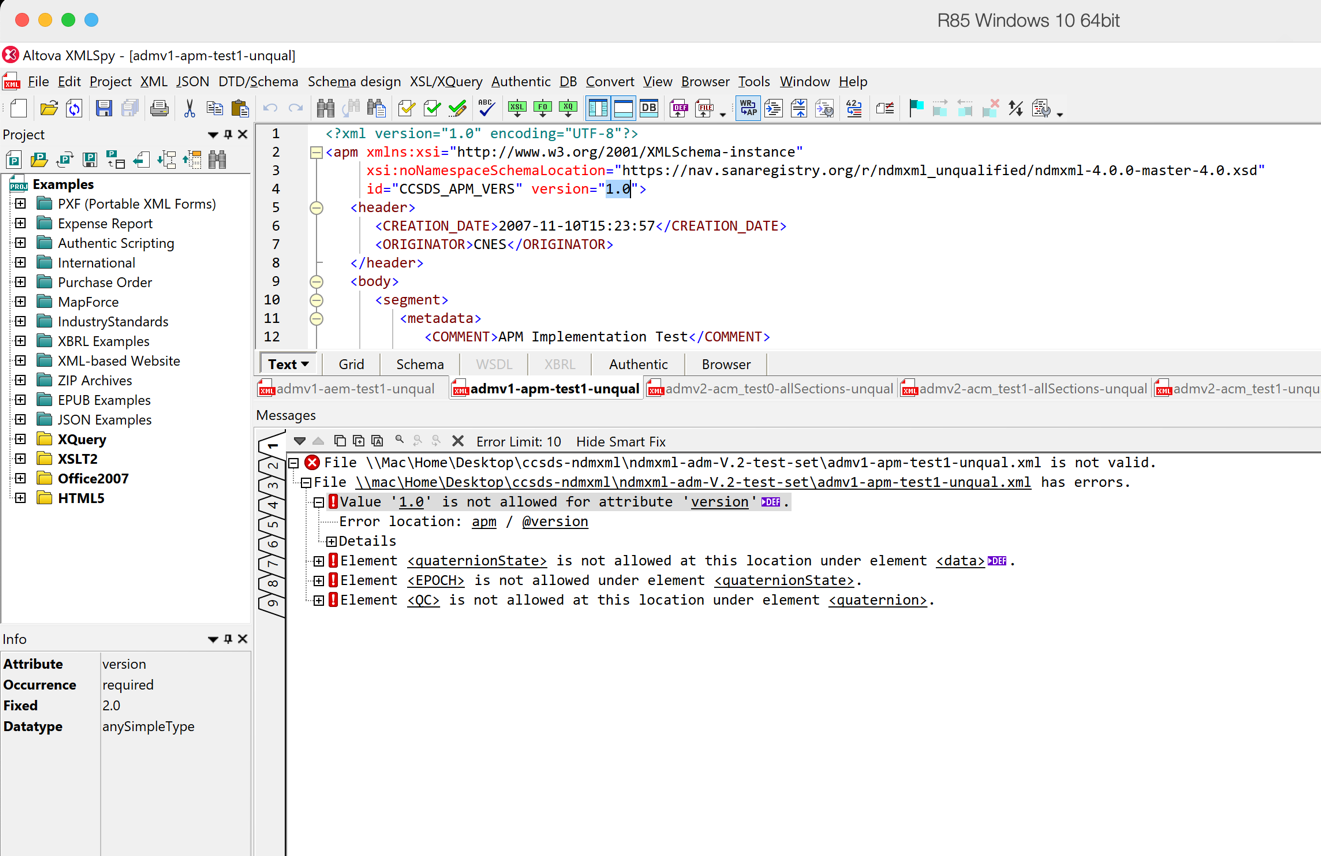 R85 Windows 10 64bit
Altova XMLSpy - [admv1-apm-test1-unqual]
File Edit Project XML JSON DTD/Schema Schema design XSL/XQuery Authentic DB Convert View Browser Tools Window Help
Project
Examples
PXF (Portable XML Forms)
Expense Report
Authentic Scripting
International
Purchase Order
MapForce
IndustryStandards
XBRL Examples
XML-based Website
ZIP Archives
EPUB Examples
JSON Examples
XQuery
XSLT2
Office2007
HTML5
1 <?xml version="1.0" encoding="UTF-8"?>
2 <apm xmlns:xsi="http://www.w3.org/2001/XMLSchema-instance"
3 xsi:noNamespaceSchemaLocation="https://nav.sanaregistry.org/r/ndmxml_unqualified/ndmxml-4.0.0-master-4.0.xsd"
4 id="CCSDS_APM_VERS" version="1.0">
5 <header>
6 <CREATION_DATE>2007-11-10T15:23:57</CREATION_DATE>
7 <ORIGINATOR>CNES</ORIGINATOR>
8 </header>
9 <body>
10 <segment>
11 <metadata>
12 <COMMENT>APM Implementation Test</COMMENT>
Text Grid Schema WSDL XBRL Authentic Browser
admv1-aem-test1-unqual admv1-apm-test1-unqual admv2-acm_test0-allSections-unqual admv2-acm_test1-allSections-unqual admv2-acm_test1-unqu
Messages
Error Limit: 10 Hide Smart Fix
1
2
3
4
5
6
7
8
9
File \\Mac\Home\Desktop\ccsds-ndmxml\ndmxml-adm-V.2-test-set\admv1-apm-test1-unqual.xml is not valid.
File \\mac\Home\Desktop\ccsds-ndmxml\ndmxml-adm-V.2-test-set\admv1-apm-test1-unqual.xml has errors.
Value '1.0' is not allowed for attribute 'version' DEF .
Error location: apm / @version
Details
Element <quaternionState> is not allowed at this location under element <data> DEF .
Element <EPOCH> is not allowed under element <quaternionState>.
Element <QC> is not allowed at this location under element <quaternion>.
Info
Attribute version
Occurrence required
Fixed 2.0
Datatype anySimpleType